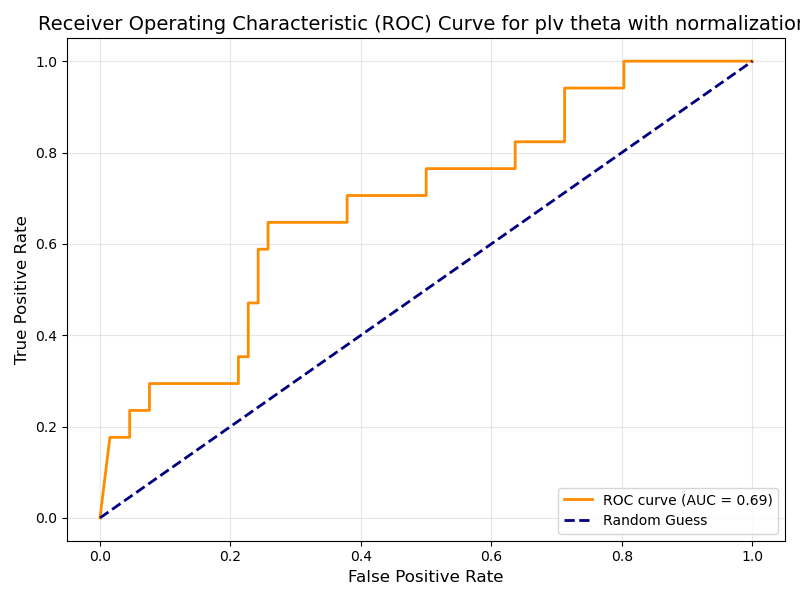 Receiver Operating Characteristic (ROC) Curve for plv theta with normalization
1.0
0.8
0.6
0.4
0.2
0.0
True Positive Rate
0.0 0.2 0.4 0.6 0.8 1.0
False Positive Rate
ROC curve (AUC = 0.69)
Random Guess